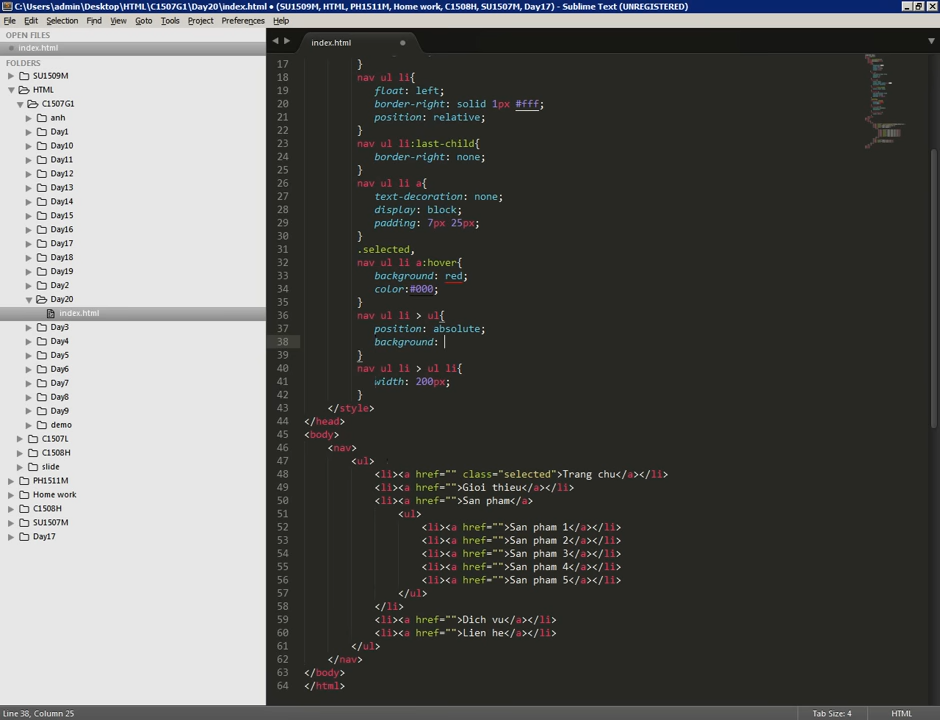 C:\Users\admin\Desktop\HTML\C1507G1\Day20\index.html • (SU1509M, HTML, PH1511M, Home work, C1508H, SU1507M, Day17) - Sublime Text (UNREGISTERED)
File Edit Selection Find View Goto Tools Project Preferences Help
OPEN FILES
index.html
FOLDERS
SU1509M
HTML
C1507G1
anh
Day1
Day10
Day11
Day12
Day13
Day14
Day15
Day16
Day17
Day18
Day19
Day2
Day20
index.html
Day3
Day4
Day5
Day6
Day7
Day8
Day9
demo
C1507L
C1508H
slide
PH1511M
Home work
C1508H
SU1507M
Day17
index.html
17 }
18 nav ul li{
19 float: left;
20 border-right: solid 1px #fff;
21 position: relative;
22 }
23 nav ul li:last-child{
24 border-right: none;
25 }
26 nav ul li a{
27 text-decoration: none;
28 display: block;
29 padding: 7px 25px;
30 }
31 .selected,
32 nav ul li a:hover{
33 background: red;
34 color:#000;
35 }
36 nav ul li > ul{
37 position: absolute;
38 background:
39 }
40 nav ul li > ul li{
41 width: 200px;
42 }
43 </style>
44 </head>
45 <body>
46 <nav>
47 <ul>
48 <li><a href="" class="selected">Trang chu</a></li>
49 <li><a href="">Gioi thieu</a></li>
50 <li><a href="">San pham</a>
51 <ul>
52 <li><a href="">San pham 1</a></li>
53 <li><a href="">San pham 2</a></li>
54 <li><a href="">San pham 3</a></li>
55 <li><a href="">San pham 4</a></li>
56 <li><a href="">San pham 5</a></li>
57 </ul>
58 </li>
59 <li><a href="">Dich vu</a></li>
60 <li><a href="">Lien he</a></li>
61 </ul>
62 </nav>
63 </body>
64 </html>
Line 38, Column 25
Tab Size: 4
HTML